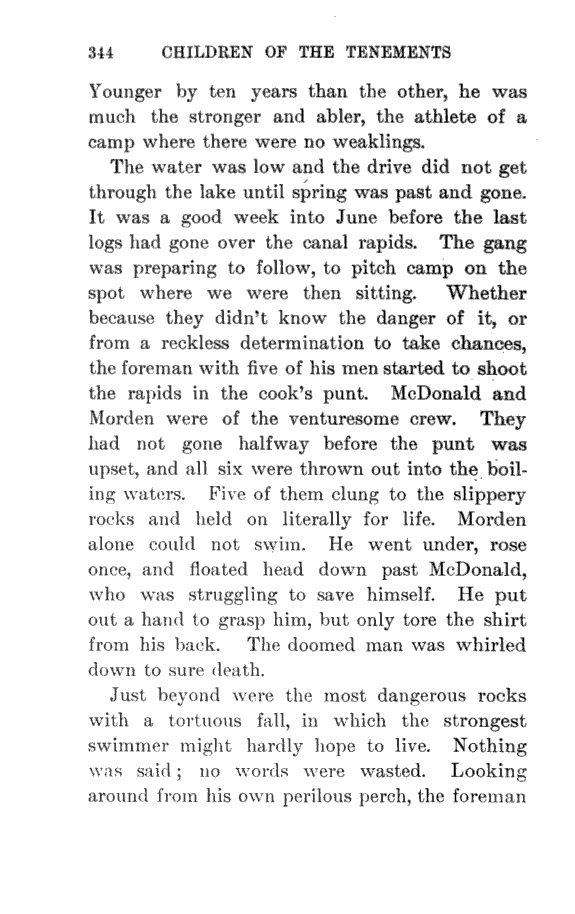 344 CHILDREN OF THE TENEMENTS
Younger by ten years than the other, he was
much the stronger and abler, the athlete of a
camp where there were no weaklings.
The water was low and the drive did not get
through the lake until spring was past and gone.
It was a good week into June before the last
logs had gone over the canal rapids. The gang
was preparing to follow, to pitch camp on the
spot where we were then sitting. Whether
because they didn't know the danger of it, or
from a reckless determination to take chances,
the foreman with five of his men started to shoot
the rapids in the cook's punt. McDonald and
Morden were of the venturesome crew. They
had not gone halfway before the punt was
upset, and all six were thrown out into the boil-
ing waters. Five of them clung to the slippery
rocks and held on literally for life. Morden
alone could not swim. He went under, rose
once, and floated head down past McDonald,
who was struggling to save himself. He put
out a hand to grasp him, but only tore the shirt
from his back. The doomed man was whirled
down to sure death.
Just beyond were the most dangerous rocks
with a tortuous fall, in which the strongest
swimmer might hardly hope to live. Nothing
was said; no words were wasted. Looking
around from his own perilous perch, the foreman